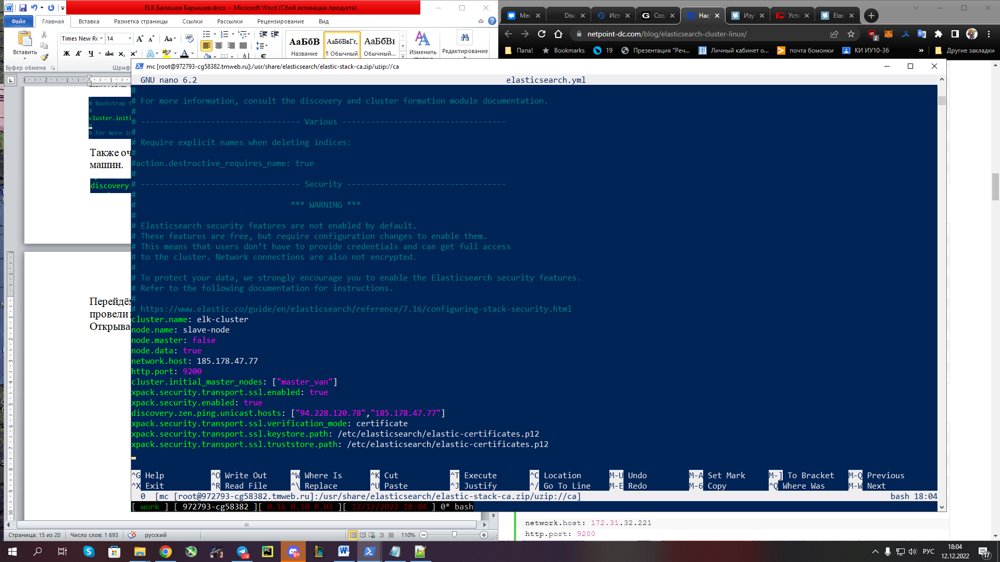 ELK Балашов Барышев.docx - Microsoft Word (Сбой активации продукта)
Файл Главная Вставка Разметка страницы Ссылки Рассылки Рецензирование Вид
Times New Ro 14
Вставить
АаБбВ АаБбВвГг, АаБбВв
Название ¶ Обычный Обычный...
Изменить
Редактирование
Буфер обмена
Мес Disc Исто Созд Нас Изу Уста Elas
netpoint-dc.com/blog/elasticsearch-cluster-linux/
Папа! Bookmarks 19 Презентация "Реч... Личный кабинет о... почта бомонки КИ ИУ10-36 » Другие закладки
mc [root@972793-cg58382.tmweb.ru]:/usr/share/elasticsearch/elastic-stack-ca.zip/uzip://ca
GNU nano 6.2 elasticsearch.yml
#
# For more information, consult the discovery and cluster formation module documentation.
#
# ---------------------------------- Various -----------------------------------
#
# Require explicit names when deleting indices:
#
#action.destructive_requires_name: true
#
# ---------------------------------- Security ----------------------------------
#
# *** WARNING ***
#
# Elasticsearch security features are not enabled by default.
# These features are free, but require configuration changes to enable them.
# This means that users don’t have to provide credentials and can get full access
# to the cluster. Network connections are also not encrypted.
#
# To protect your data, we strongly encourage you to enable the Elasticsearch security features.
# Refer to the following documentation for instructions.
#
# https://www.elastic.co/guide/en/elasticsearch/reference/7.16/configuring-stack-security.html
cluster.name: elk-cluster
node.name: slave-node
node.master: false
node.data: true
network.host: 185.178.47.77
http.port: 9200
cluster.initial_master_nodes: ["master_van"]
xpack.security.transport.ssl.enabled: true
xpack.security.enabled: true
discovery.zen.ping.unicast.hosts: ["94.228.120.78","185.178.47.77"]
xpack.security.transport.ssl.verification_mode: certificate
xpack.security.transport.ssl.keystore.path: /etc/elasticsearch/elastic-certificates.p12
xpack.security.transport.ssl.truststore.path: /etc/elasticsearch/elastic-certificates.p12
^G Help ^O Write Out ^W Where Is ^K Cut ^T Execute ^C Location M-U Undo M-A Set Mark M-] To Bracket M-Q Previous
^X Exit ^R Read File ^\ Replace ^U Paste ^J Justify ^/ Go To Line M-E Redo M-6 Copy ^Q Where Was M-W Next
0 [mc [root@972793-cg58382.tmweb.ru]:/usr/share/elasticsearch/elastic-stack-ca.zip/uzip://ca] bash 18:04
[ work ] [ 972793-cg58382 ][ 0.16 0.10 0.03 ][ 12/12/2022 18:04 ] 0* bash
# Bootstrap t
#
cluster.initi
# For more in
Также оч
машин.
discovery.
Перейдём
провели
Открыва
network.host: 172.31.32.221
http.port: 9200
Страница: 15 из 20 Число слов: 1 693 русский 110%
РУС 18:04
12.12.2022 17